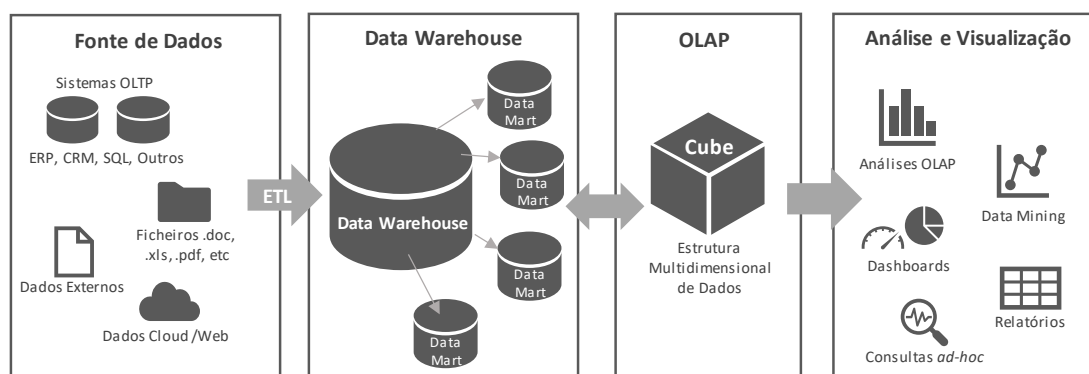 Fonte de Dados
Sistemas OLTP
ERP, CRM, SQL, Outros
Ficheiros .doc,
.xls, .pdf, etc
Dados Externos
Dados Cloud/Web
ETL
Data Warehouse
Data
Mart
Data
Mart
Data Warehouse
Data
Mart
Data
Mart
OLAP
Cube
Estrutura
Multidimensional
de Dados
Análise e Visualização
Análises OLAP
Data Mining
Dashboards
Relatórios
Consultas ad-hoc